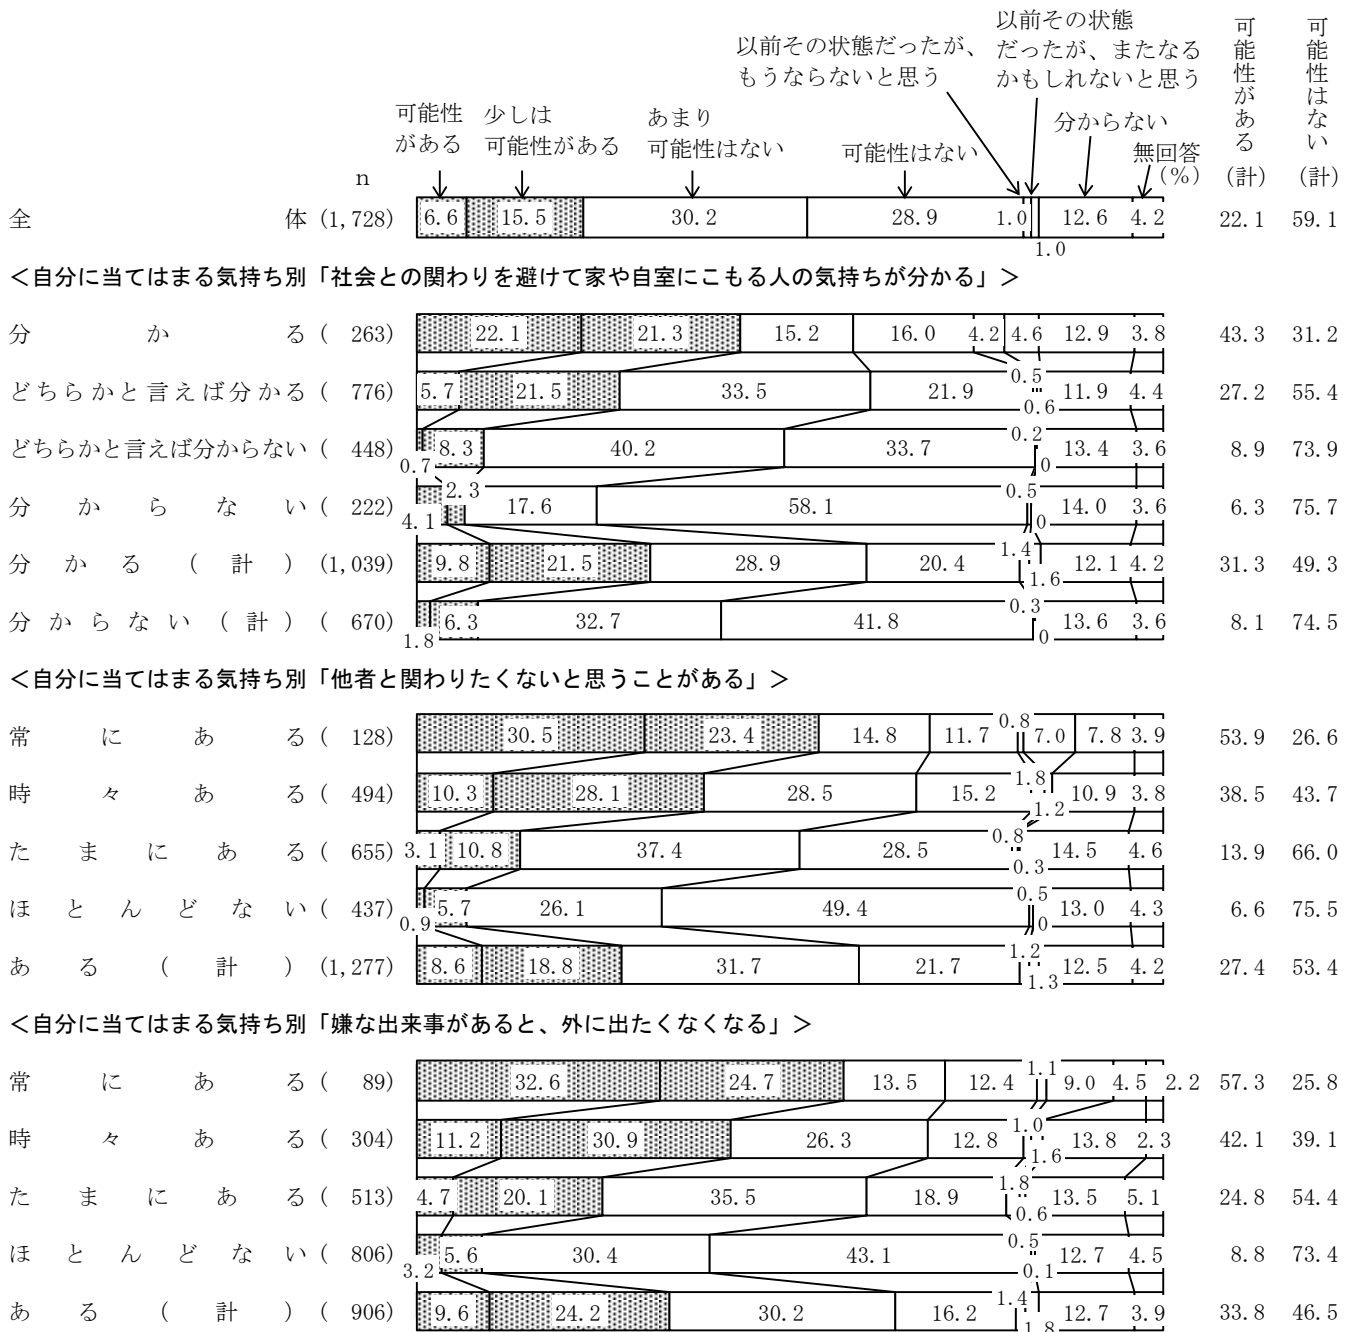 以前その状態だったが、
もうならないと思う
以前その状態
だったが、またなる
かもしれないと思う
可能性がある(計)
可能性はない(計)
可能性
がある
少しは
可能性がある
あまり
可能性はない
可能性はない
分からない
無回答
n
(%)
全体 (1,728) 6.6 15.5 30.2 28.9 1.0 1.0 12.6 4.2 22.1 59.1
＜自分に当てはまる気持ち別「社会との関わりを避けて家や自室にこもる人の気持ちが分かる」＞
分かる ( 263) 22.1 21.3 15.2 16.0 4.2 4.6 12.9 3.8 43.3 31.2
どちらかと言えば分かる ( 776) 5.7 21.5 33.5 21.9 0.5 0.6 11.9 4.4 27.2 55.4
どちらかと言えば分からない ( 448) 0.7 8.3 40.2 33.7 0.2 0 13.4 3.6 8.9 73.9
分からない ( 222) 4.1 2.3 17.6 58.1 0.5 0 14.0 3.6 6.3 75.7
分かる（計） (1,039) 9.8 21.5 28.9 20.4 1.4 1.6 12.1 4.2 31.3 49.3
分からない（計） ( 670) 1.8 6.3 32.7 41.8 0.3 0 13.6 3.6 8.1 74.5
＜自分に当てはまる気持ち別「他者と関わりたくないと思うことがある」＞
常にある ( 128) 30.5 23.4 14.8 11.7 0.8 7.0 7.8 3.9 53.9 26.6
時々ある ( 494) 10.3 28.1 28.5 15.2 1.8 1.2 10.9 3.8 38.5 43.7
たまにある ( 655) 3.1 10.8 37.4 28.5 0.8 0.3 14.5 4.6 13.9 66.0
ほとんどない ( 437) 0.9 5.7 26.1 49.4 0.5 0 13.0 4.3 6.6 75.5
ある（計） (1,277) 8.6 18.8 31.7 21.7 1.2 1.3 12.5 4.2 27.4 53.4
＜自分に当てはまる気持ち別「嫌な出来事があると、外に出たくなくなる」＞
常にある ( 89) 32.6 24.7 13.5 12.4 1.1 9.0 4.5 2.2 57.3 25.8
時々ある ( 304) 11.2 30.9 26.3 12.8 1.0 1.6 13.8 2.3 42.1 39.1
たまにある ( 513) 4.7 20.1 35.5 18.9 1.8 0.6 13.5 5.1 24.8 54.4
ほとんどない ( 806) 3.2 5.6 30.4 43.1 0.5 0.1 12.7 4.5 8.8 73.4
ある（計） ( 906) 9.6 24.2 30.2 16.2 1.4 1.8 12.7 3.9 33.8 46.5